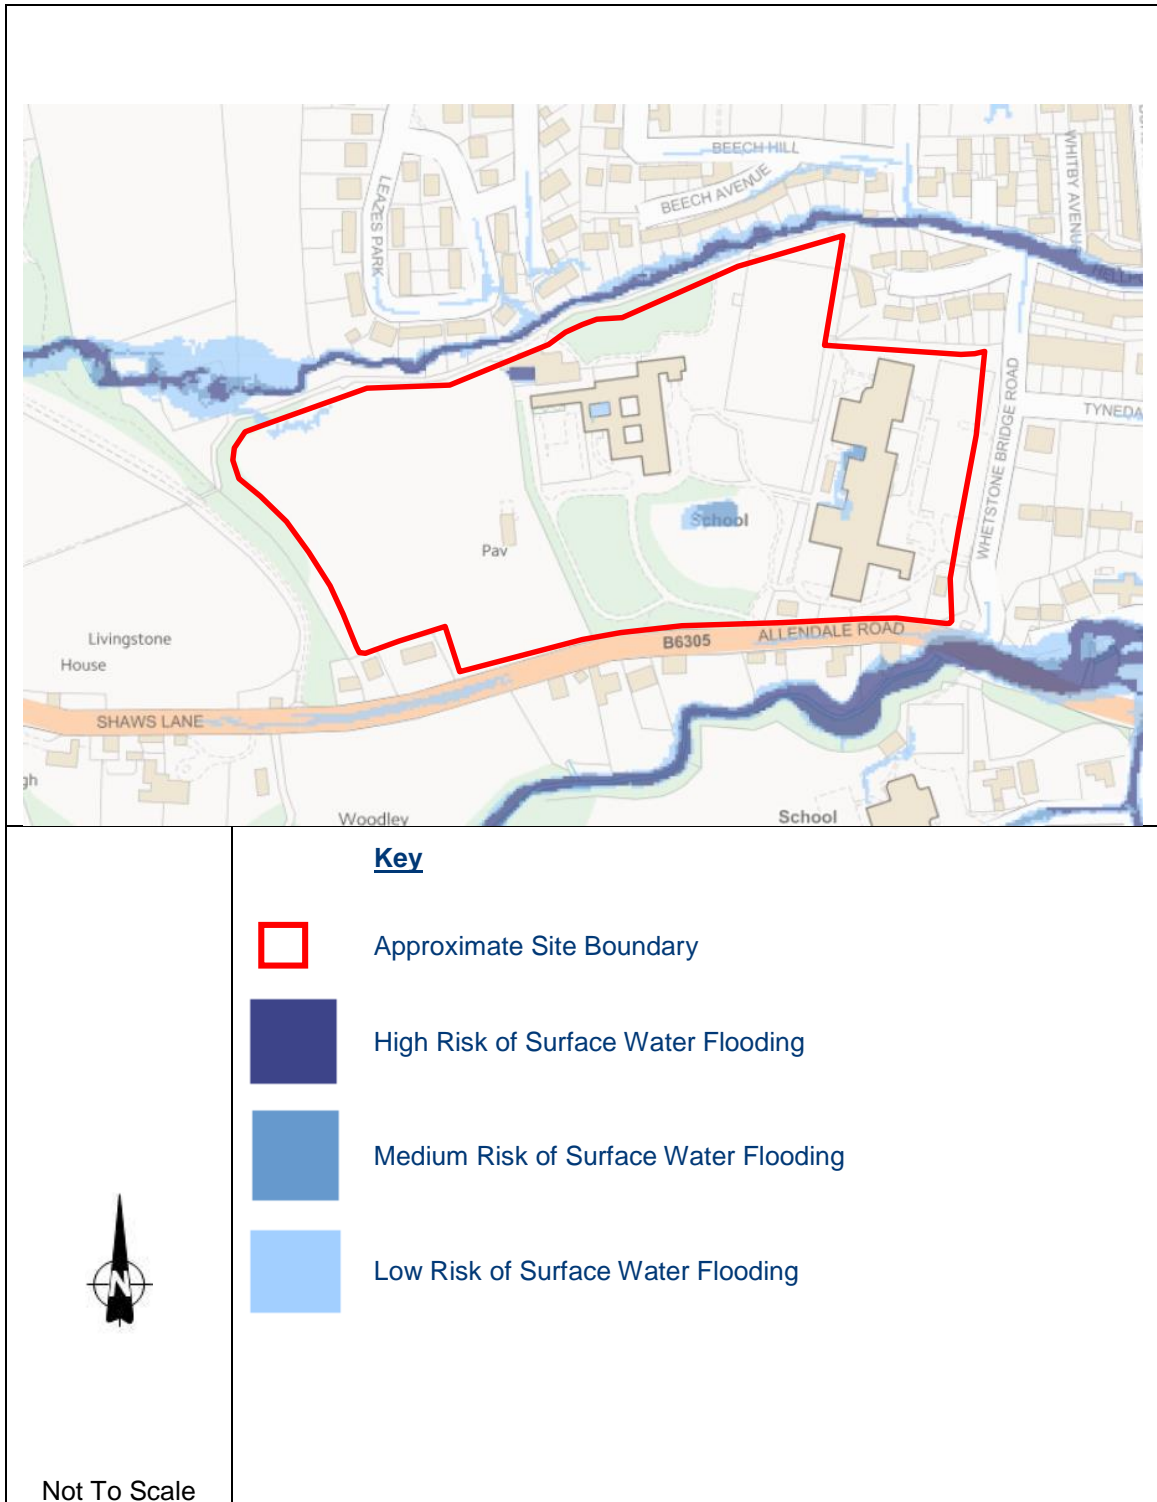 BEECH HILL
BEECH AVENUE
WHITBY AVENUE
LEAZES PARK
TYNEDA
WHETSTONE BRIDGE ROAD
School
Pav
ALLENDALE ROAD
B6305
Livingstone
House
SHAWS LANE
gh
Woodley
School
Key
Approximate Site Boundary
High Risk of Surface Water Flooding
Medium Risk of Surface Water Flooding
Low Risk of Surface Water Flooding
N
Not To Scale